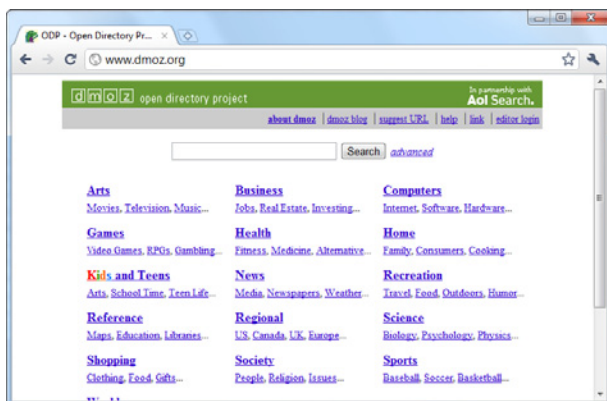 ODP - Open Directory Pr...
www.dmoz.org
In partnership with
dmoz open directory project Aol Search.
about dmoz | dmoz blog | suggest URL | help | link | editor login
Search advanced
Arts Business Computers
Movies, Television, Music... Jobs, Real Estate, Investing... Internet, Software, Hardware...
Games Health Home
Video Games, RPGs, Gambling... Fitness, Medicine, Alternative... Family, Consumers, Cooking...
Kids and Teens News Recreation
Arts, School Time, Teen Life... Media, Newspapers, Weather... Travel, Food, Outdoors, Humor...
Reference Regional Science
Maps, Education, Libraries... US, Canada, UK, Europe... Biology, Psychology, Physics...
Shopping Society Sports
Clothing, Food, Gifts... People, Religion, Issues... Baseball, Soccer, Basketball...